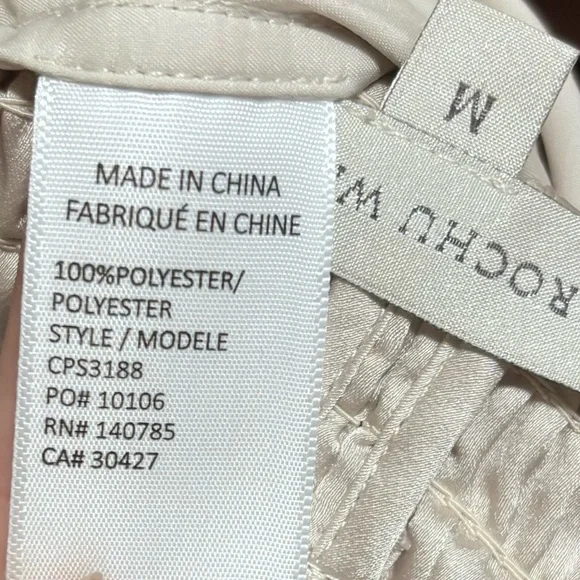 MADE IN CHINA
FABRIQUÉ EN CHINE
100%POLYESTER/
POLYESTER
STYLE / MODELE
CPS3188
PO# 10106
RN# 140785
CA# 30427
M
ROCHU W